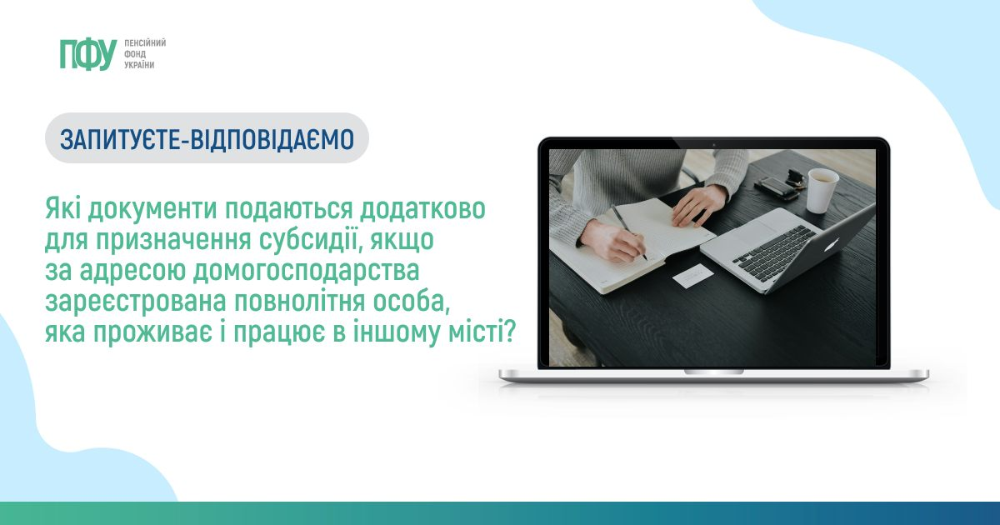 ПФУ
ПЕНСІЙНИЙ
ФОНД
УКРАЇНИ
ЗАПИТУЄТЕ-ВІДПОВІДАЄМО
Які документи подаються додатково
для призначення субсидії, якщо
за адресою домогосподарства
зареєстрована повнолітня особа,
яка проживає і працює в іншому місті?